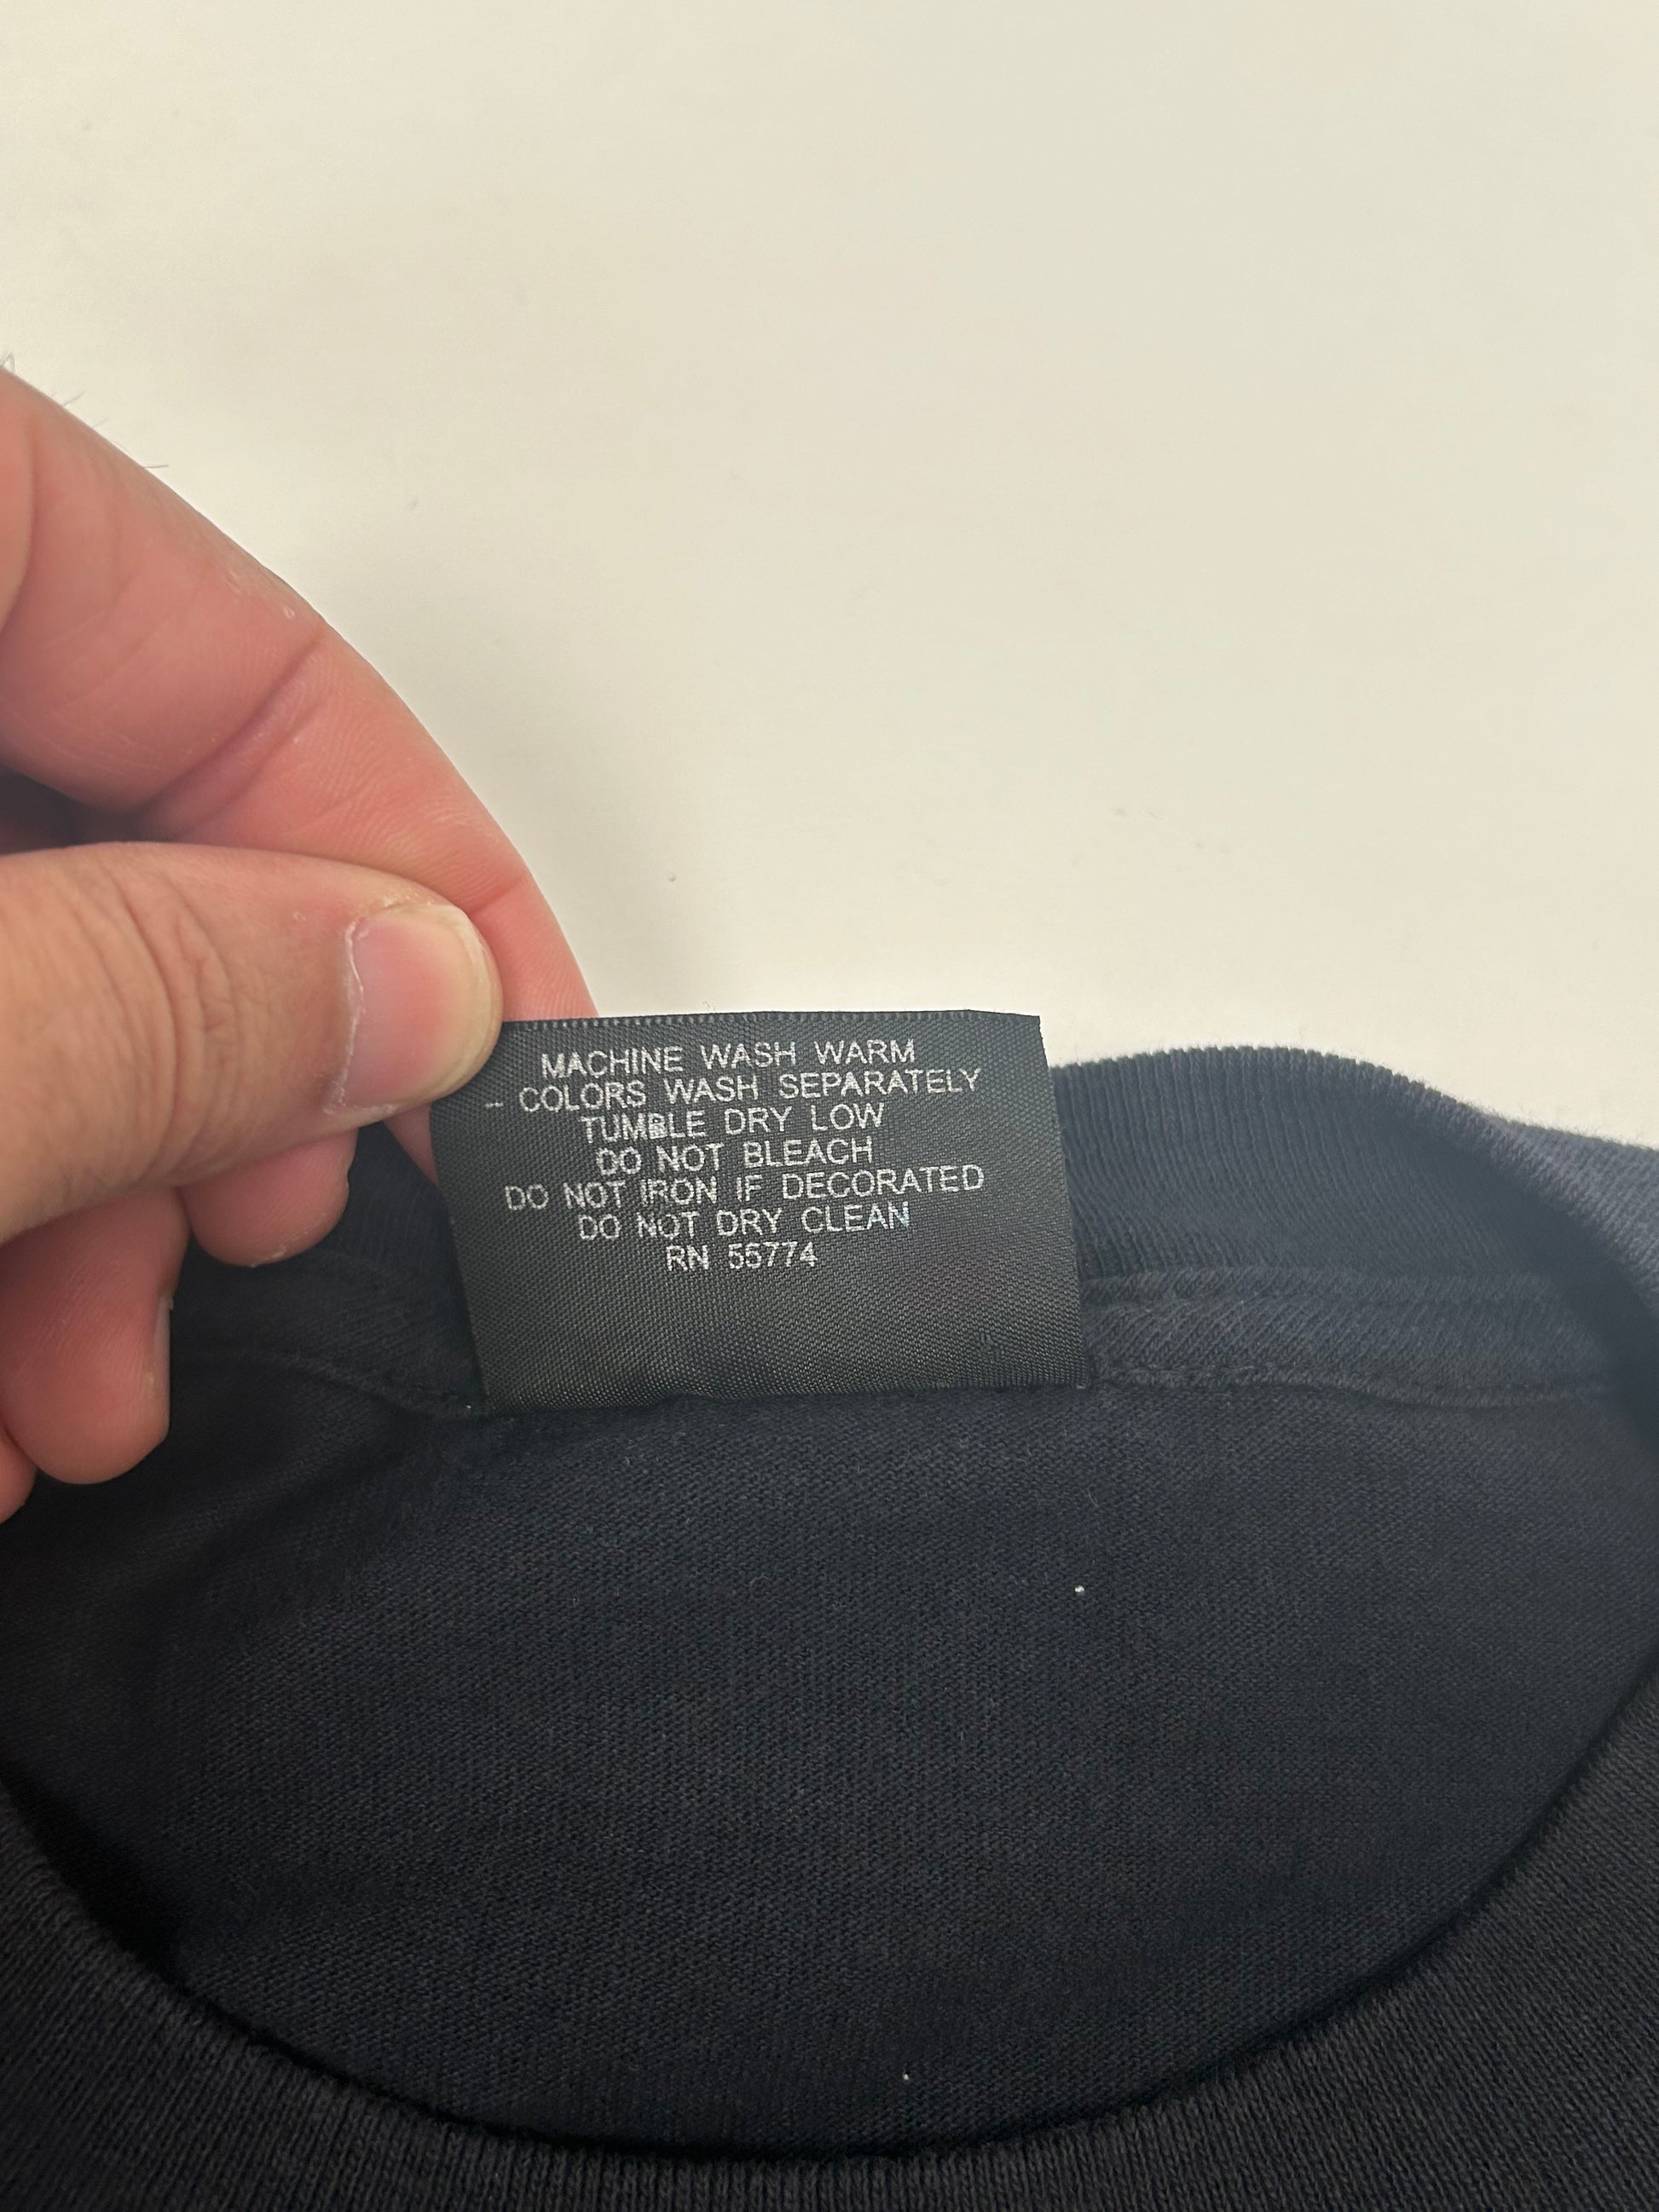 MACHINE WASH WARM
- COLORS WASH SEPARATELY
TUMBLE DRY LOW
DO NOT BLEACH
DO NOT IRON IF DECORATED
DO NOT DRY CLEAN
RN 55774